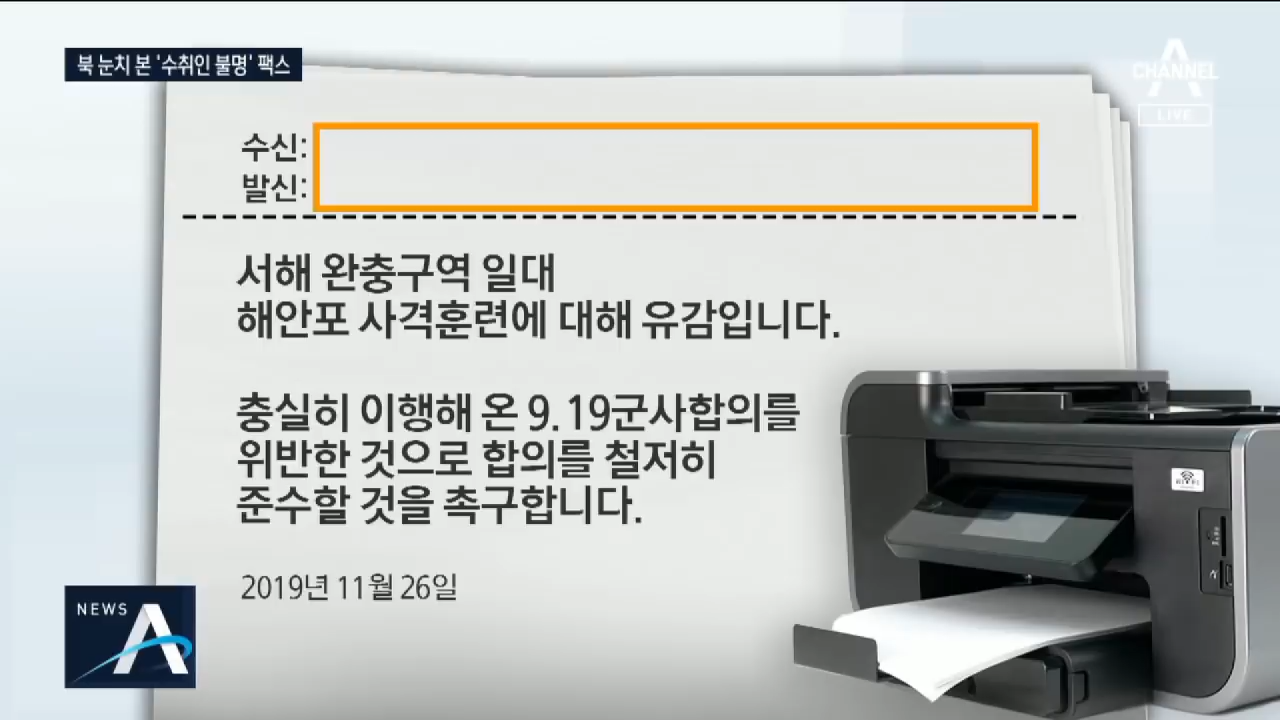 북 눈치 본 '수취인 불명' 팩스
CHANNEL
A
LIVE
수신:
발신:
서해 완충구역 일대
해안포 사격훈련에 대해 유감입니다.
충실히 이행해 온 9.19군사합의를
위반한 것으로 합의를 철저히
준수할 것을 촉구합니다.
2019년 11월 26일
NEWS
A